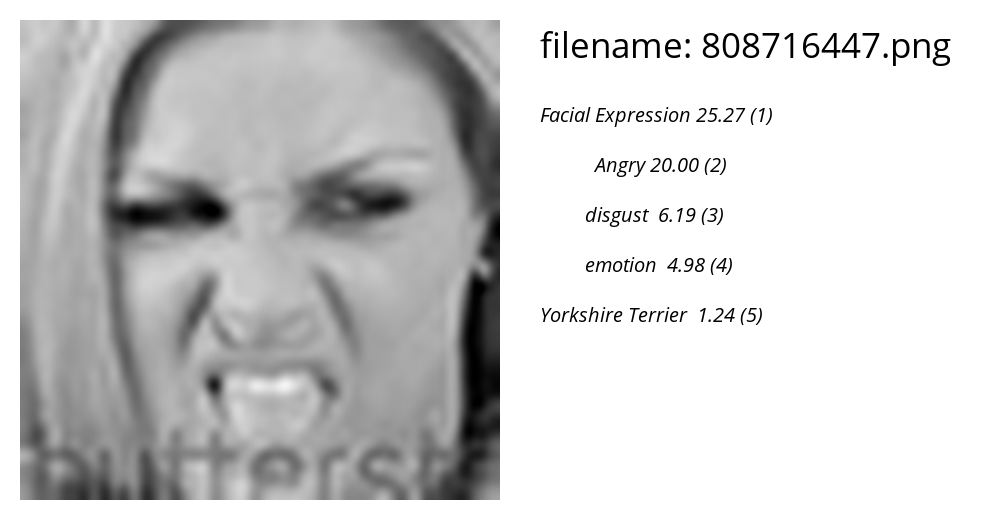 filename: 808716447.png
Facial Expression 25.27 (1)
Angry 20.00 (2)
disgust 6.19 (3)
emotion 4.98 (4)
Yorkshire Terrier 1.24 (5)